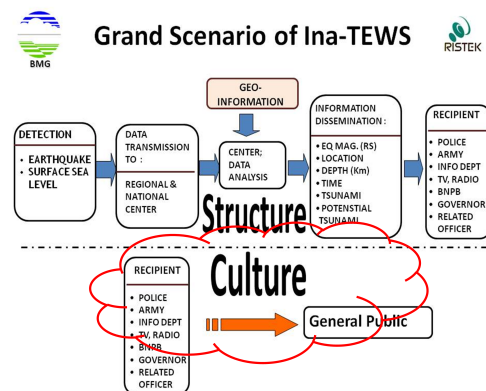 Grand Scenario of Ina-TEWS
BMG
RISTEK
GEO-
INFORMATION
DETECTION
• EARTHQUAKE
• SURFACE SEA
LEVEL
DATA
TRANSMISSION
TO :
REGIONAL &
NATIONAL
CENTER
CENTER;
DATA
ANALYSIS
INFORMATION
DISSEMINATION :
• EQ MAG. (RS)
• LOCATION
• DEPTH (Km)
• TIME
• TSUNAMI
• POTENSTIAL
TSUNAMI
RECIPIENT
• POLICE
• ARMY
• INFO DEPT
• TV, RADIO
• BNPB
• GOVERNOR
• RELATED
OFFICER
Structure
Culture
RECIPIENT
• POLICE
• ARMY
• INFO DEPT
• TV, RADIO
• BNPB
• GOVERNOR
• RELATED
OFFICER
General Public